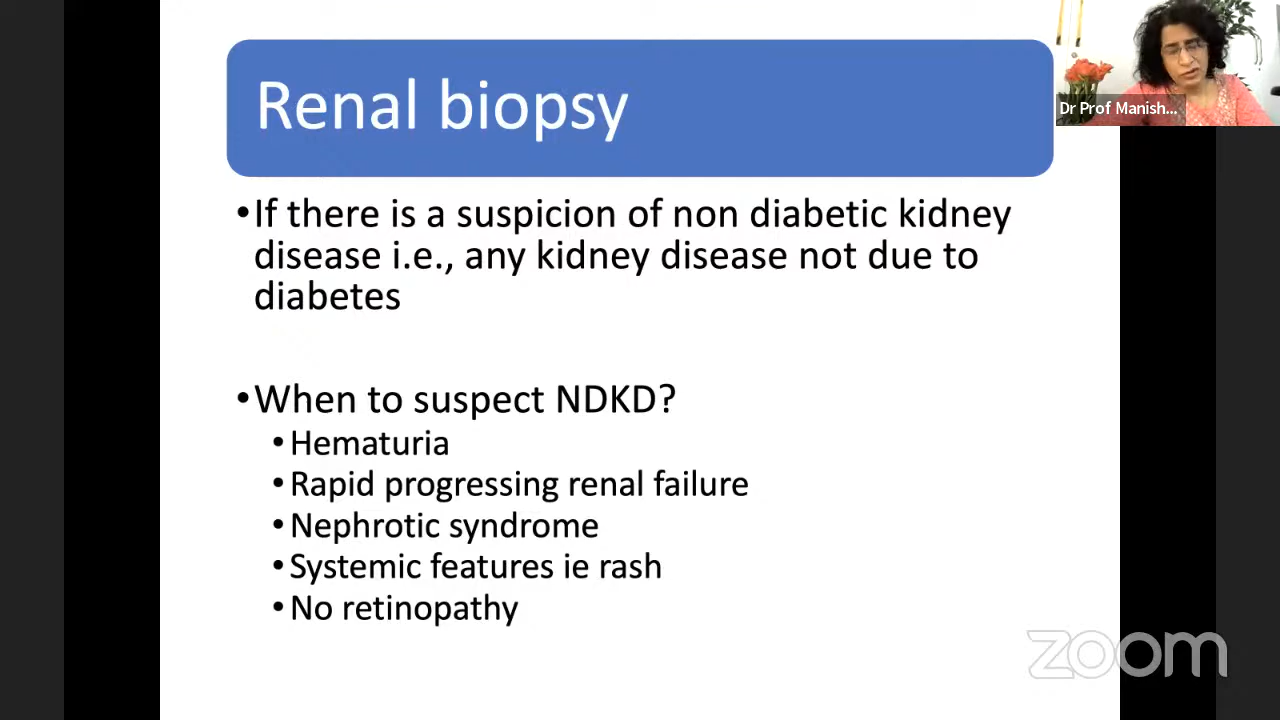 Renal biopsy
Dr Prof Manish...
•If there is a suspicion of non diabetic kidney
disease i.e., any kidney disease not due to
diabetes
•When to suspect NDKD?
•Hematuria
•Rapid progressing renal failure
•Nephrotic syndrome
•Systemic features ie rash
•No retinopathy
zoom